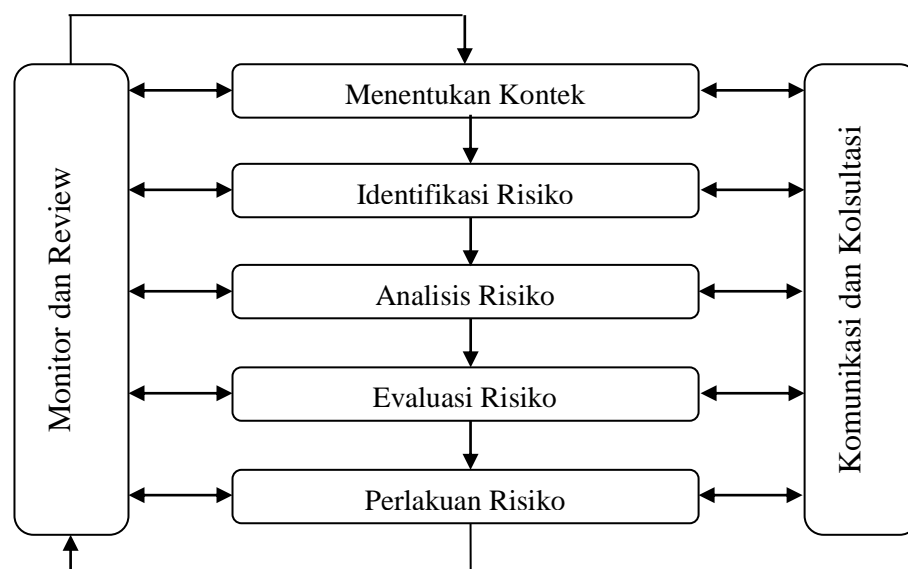 Menentukan Kontek
Identifikasi Risiko
Analisis Risiko
Evaluasi Risiko
Perlakuan Risiko
Monitor dan Review
Komunikasi dan Kolsultasi